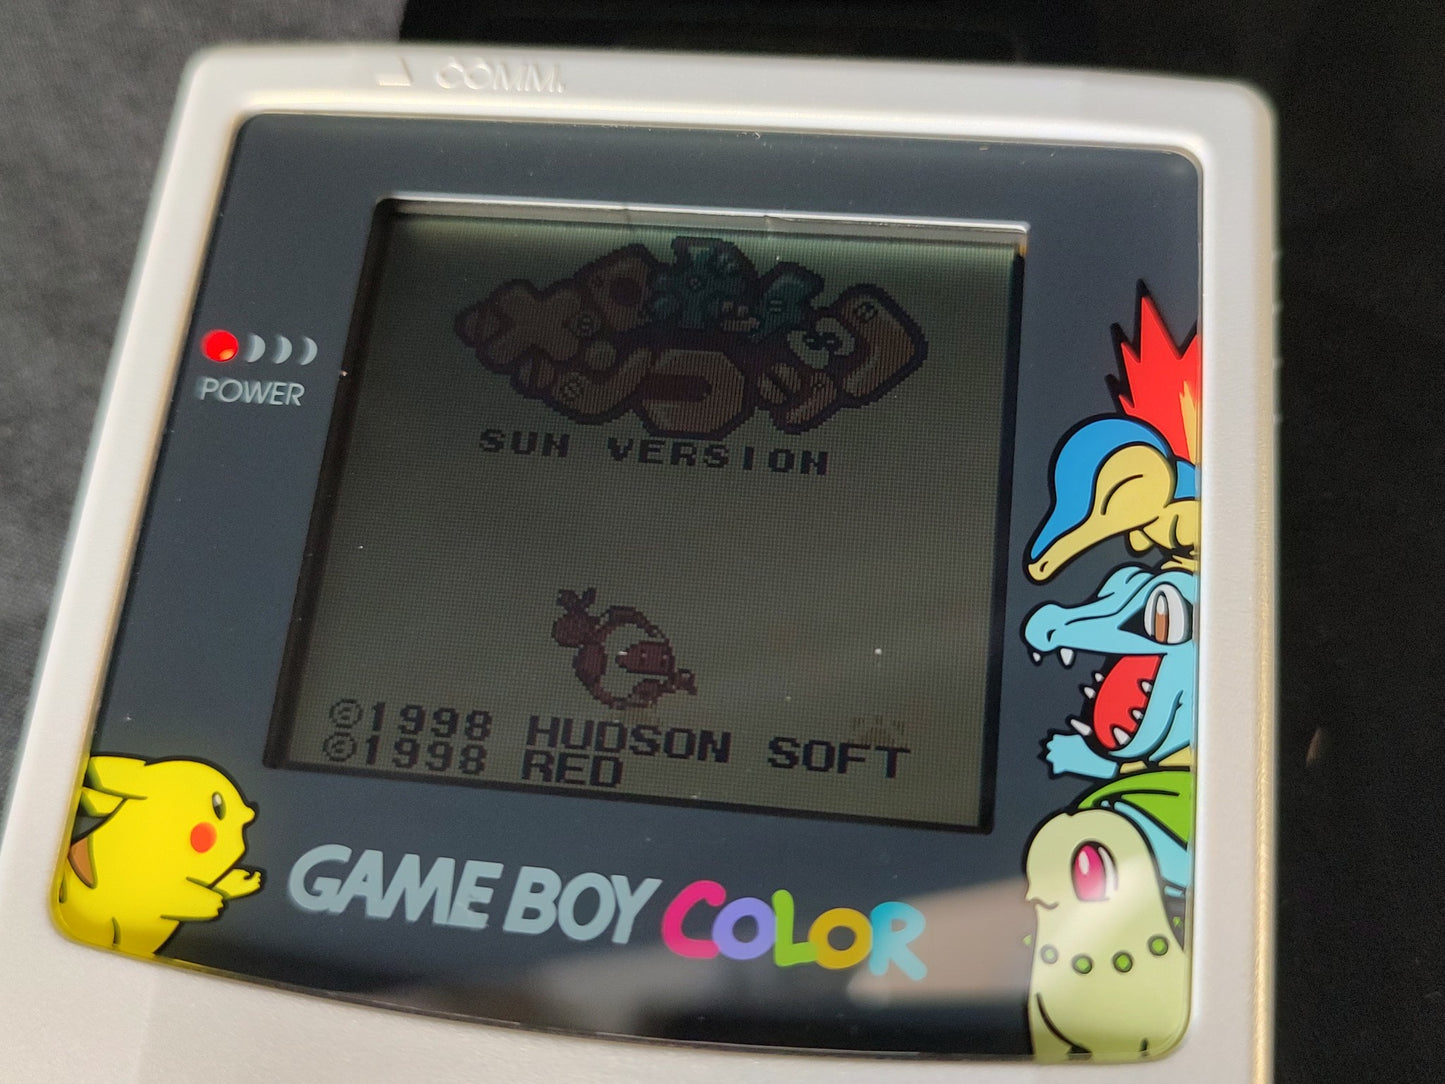 COMM.
POWER
SUN VERSION
©1998 HUDSON SOFT
©1998 RED
GAME BOY COLOR